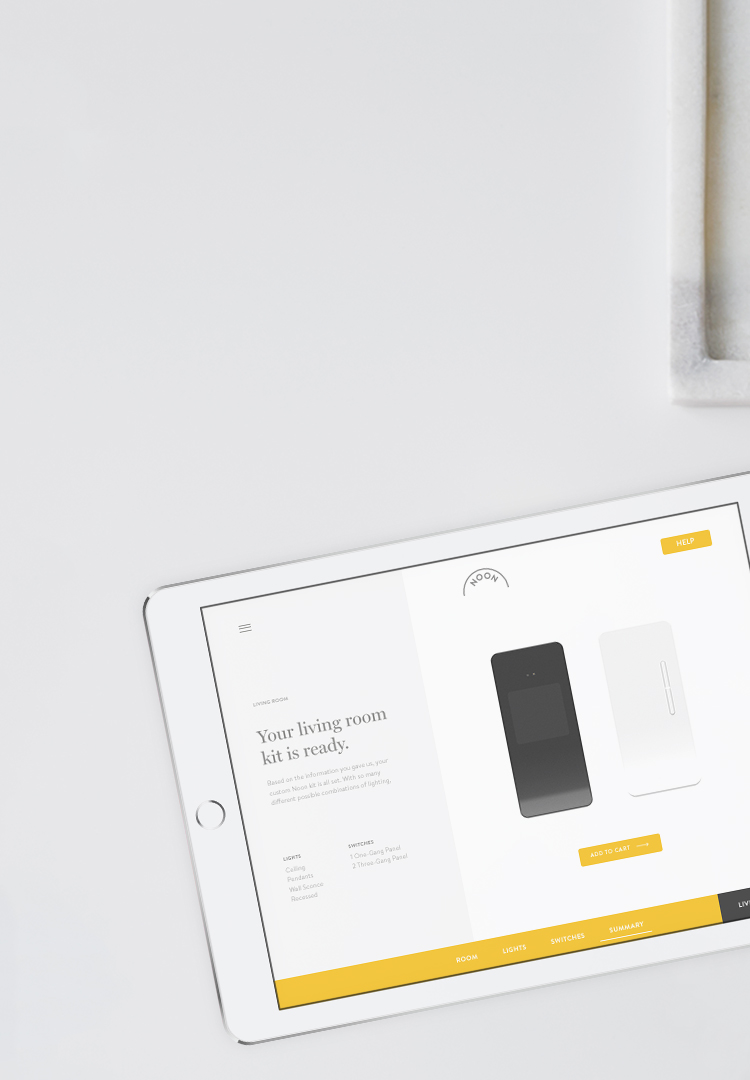 HELP
NOON
LIVING ROOM
Your living room
kit is ready.
Based on the information you gave us, your
custom Noon kit is all set. With so many
different possible combinations of lighting,
LIGHTS
Ceiling
Pendants
Wall Sconce
Recessed
SWITCHES
1 One-Gang Panel
2 Three-Gang Panel
ADD TO CART
ROOM
LIGHTS
SWITCHES
SUMMARY